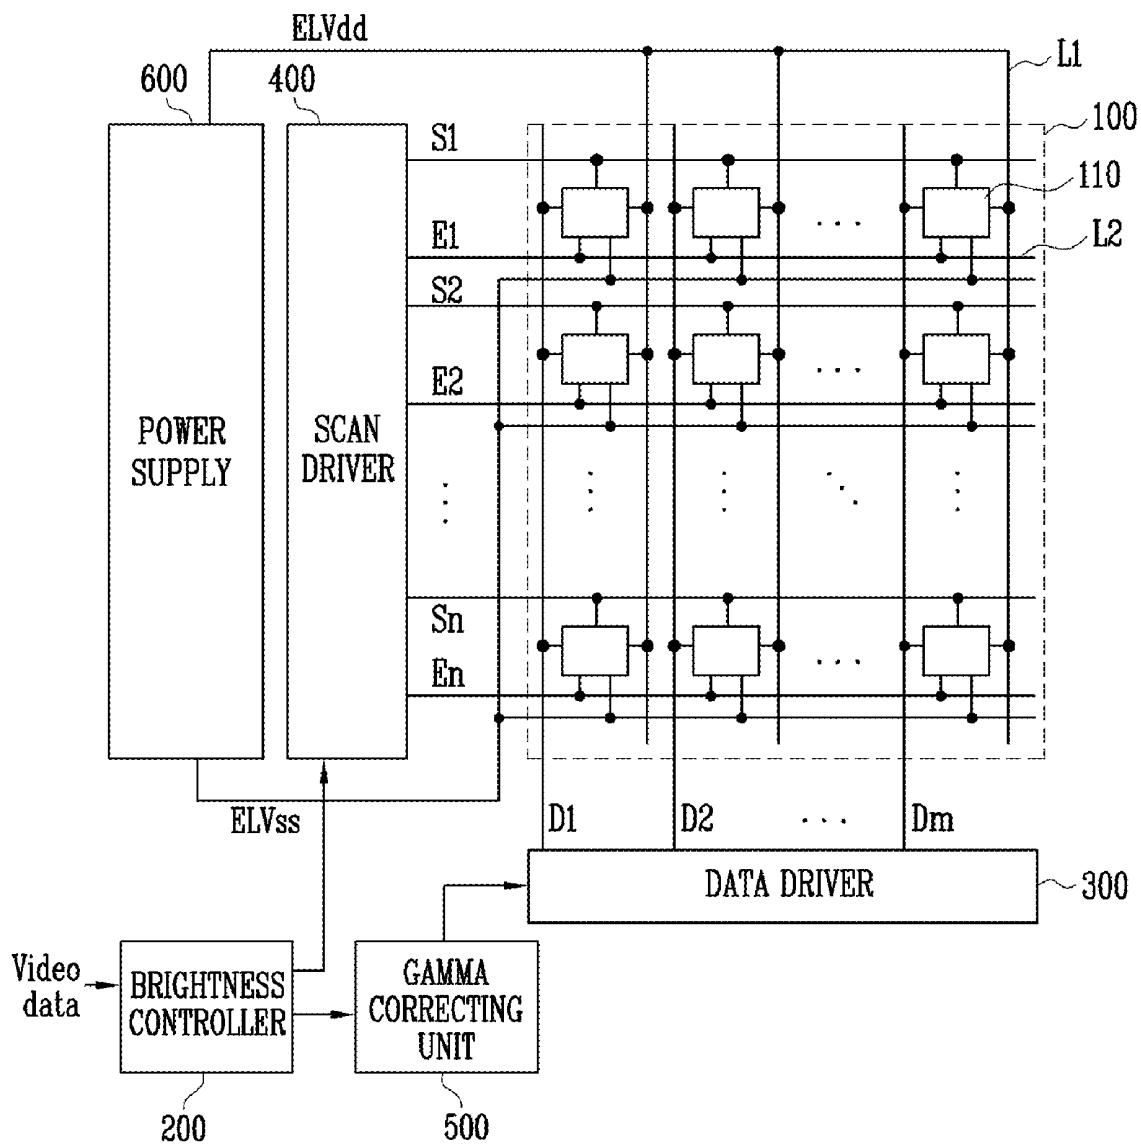 ELVdd
L1
600
400
100
S1
110
E1
L2
S2
E2
POWER
SUPPLY
SCAN
DRIVER
Sn
En
ELVss
D1
D2
Dm
DATA DRIVER
300
Video
data
BRIGHTNESS
CONTROLLER
GAMMA
CORRECTING
UNIT
200
500